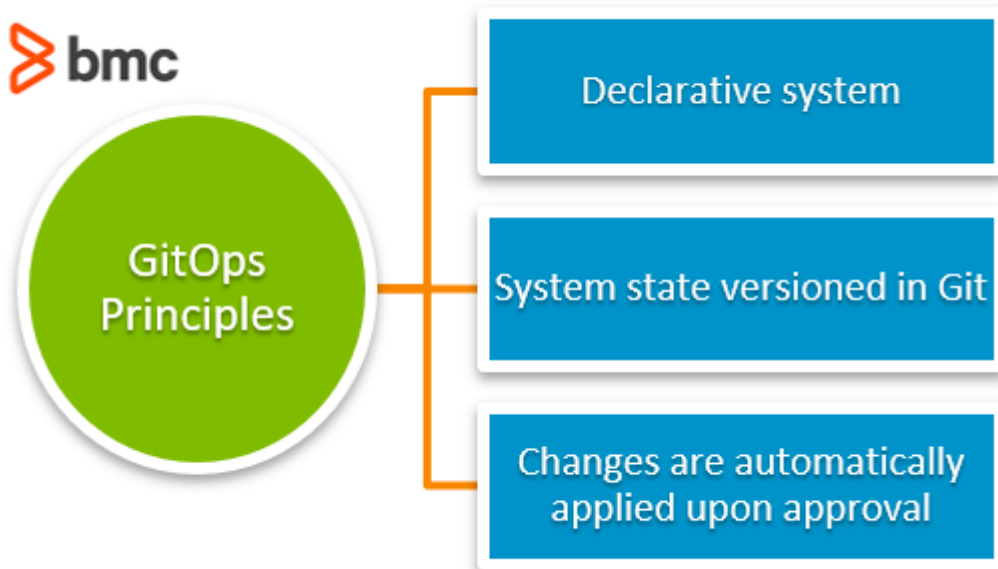 bmc
GitOps
Principles
Declarative system
System state versioned in Git
Changes are automatically
applied upon approval